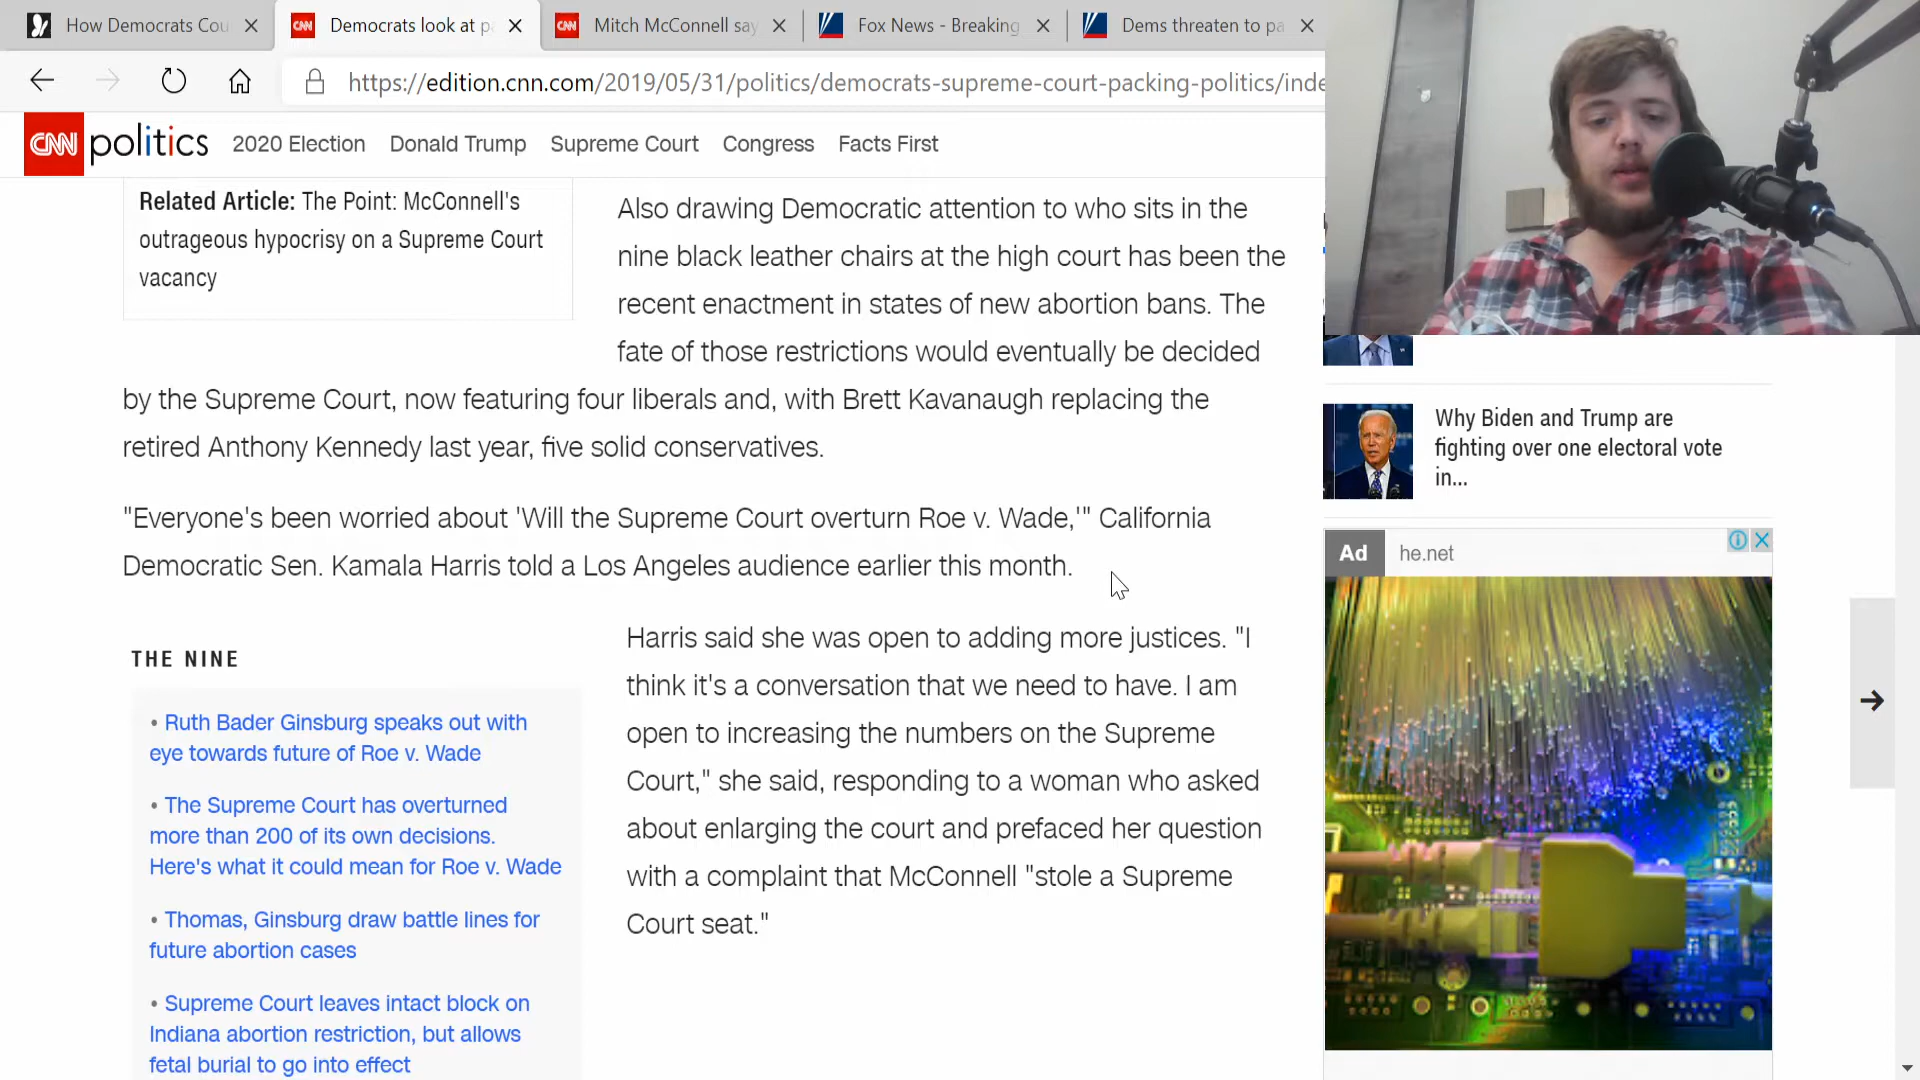 How Democrats Cou
Democrats look at pa
Mitch McConnell say
Fox News - Breaking
Dems threaten to pa
https://edition.cnn.com/2019/05/31/politics/democrats-supreme-court-packing-politics/inde
CNN politics
2020 Election
Donald Trump
Supreme Court
Congress
Facts First
Related Article: The Point: McConnell's
outrageous hypocrisy on a Supreme Court
vacancy
Also drawing Democratic attention to who sits in the
nine black leather chairs at the high court has been the
recent enactment in states of new abortion bans. The
fate of those restrictions would eventually be decided
by the Supreme Court, now featuring four liberals and, with Brett Kavanaugh replacing the
retired Anthony Kennedy last year, five solid conservatives.
"Everyone's been worried about 'Will the Supreme Court overturn Roe v. Wade,'" California
Democratic Sen. Kamala Harris told a Los Angeles audience earlier this month.
THE NINE
• Ruth Bader Ginsburg speaks out with
eye towards future of Roe v. Wade
• The Supreme Court has overturned
more than 200 of its own decisions.
Here's what it could mean for Roe v. Wade
• Thomas, Ginsburg draw battle lines for
future abortion cases
• Supreme Court leaves intact block on
Indiana abortion restriction, but allows
fetal burial to go into effect
Harris said she was open to adding more justices. "I
think it's a conversation that we need to have. I am
open to increasing the numbers on the Supreme
Court," she said, responding to a woman who asked
about enlarging the court and prefaced her question
with a complaint that McConnell "stole a Supreme
Court seat."
Why Biden and Trump are
fighting over one electoral vote
in...
Ad
he.net